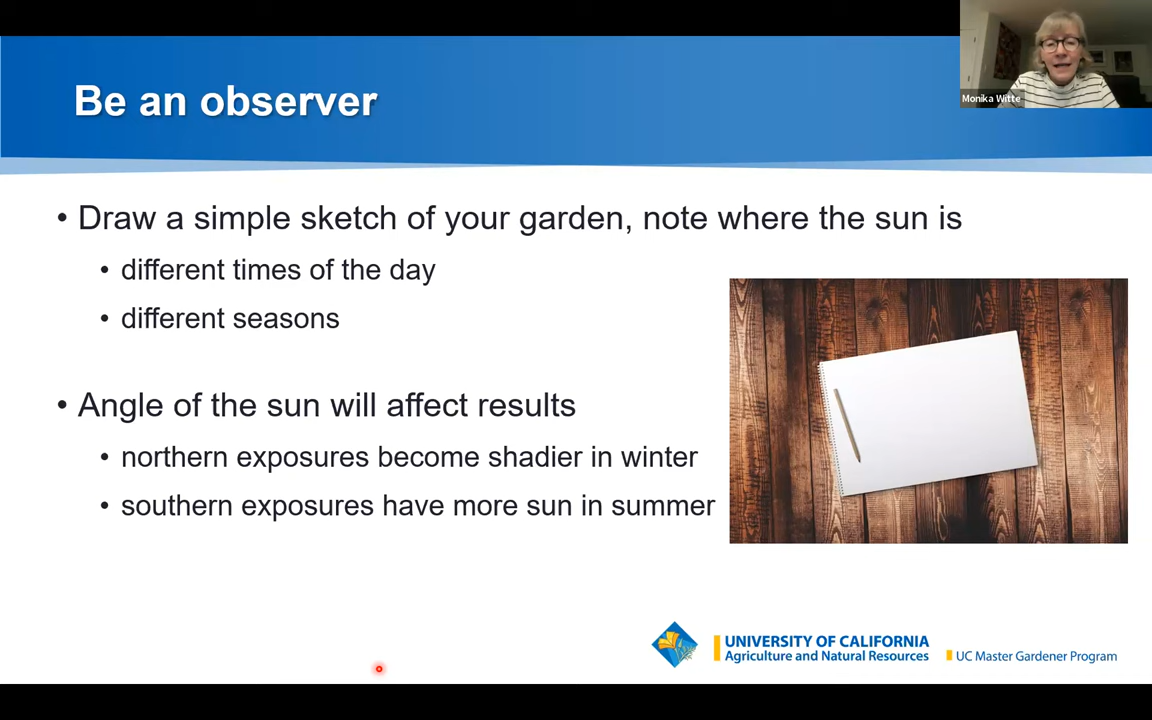 Be an observer
Monika Witte
• Draw a simple sketch of your garden, note where the sun is
• different times of the day
• different seasons
• Angle of the sun will affect results
• northern exposures become shadier in winter
• southern exposures have more sun in summer
UNIVERSITY OF CALIFORNIA
Agriculture and Natural Resources
UC Master Gardener Program